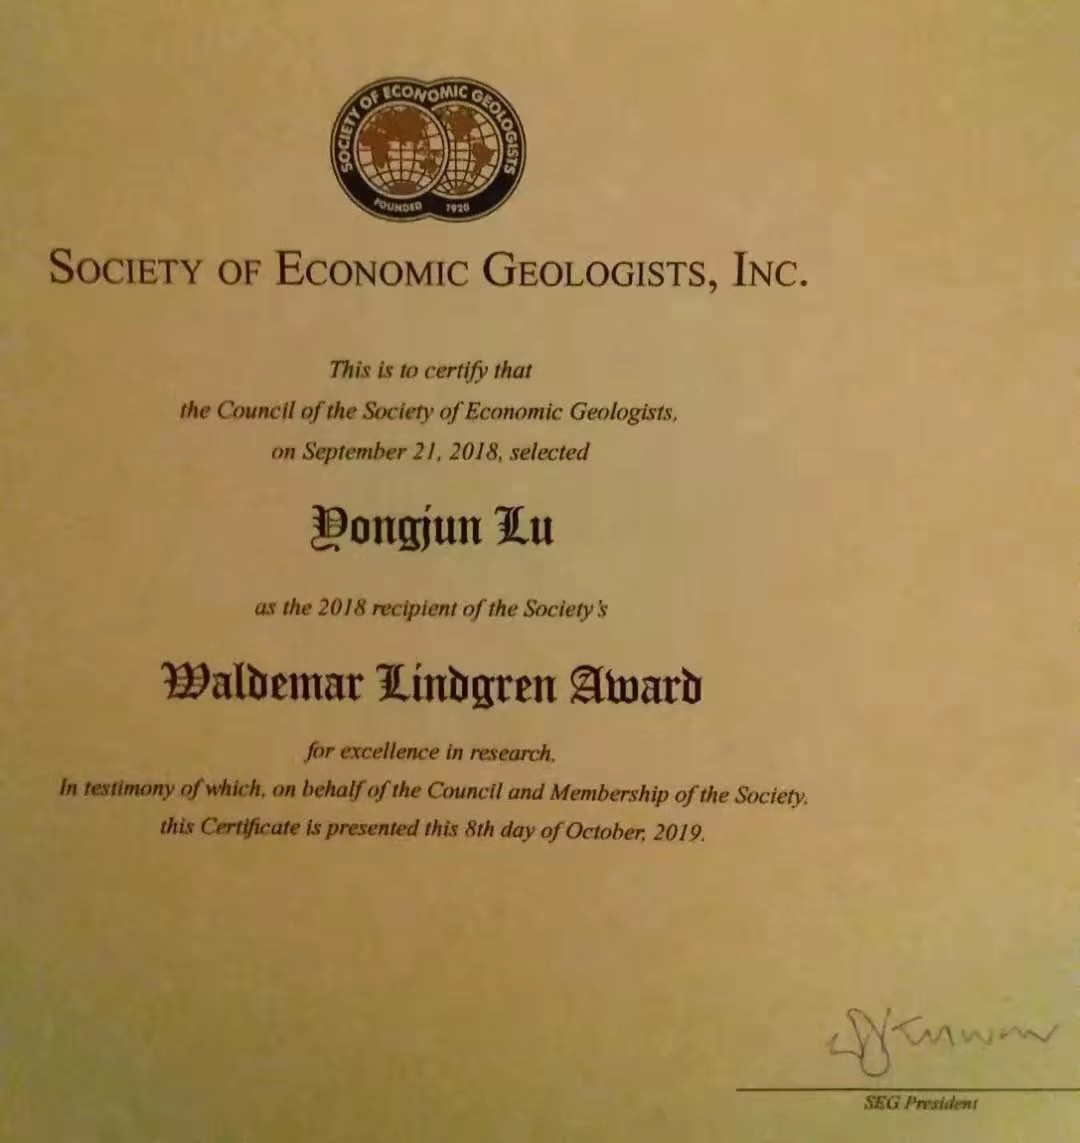 SOCIETY OF ECONOMIC GEOLOGISTS
FOUNDED 1920
SOCIETY OF ECONOMIC GEOLOGISTS, INC.
This is to certify that
the Council of the Society of Economic Geologists,
on September 21, 2018, selected
Yongjun Lu
as the 2018 recipient of the Society's
Waldemar Lindgren Award
for excellence in research.
In testimony of which, on behalf of the Council and Membership of the Society,
this Certificate is presented this 8th day of October, 2019.
SEG President